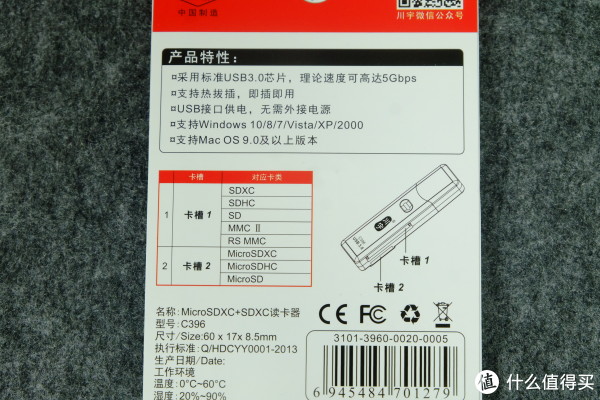 中国制造
川宇微信公众号
产品特性：
¤采用标准USB3.0芯片，理论速度可高达5Gbps
¤支持热拔插，即插即用
¤USB接口供电，无需外接电源
¤支持Windows 10/8/7/Vista/XP/2000
¤支持Mac OS 9.0及以上版本
卡槽 对应卡类
1 卡槽 1 SDXC
SDHC
SD
MMC Ⅱ
RS MMC
2 卡槽 2 MicroSDXC
MicroSDHC
MicroSD
卡槽 1
卡槽 2
名称: MicroSDXC+SDXC读卡器
型号: C396
尺寸/Size:60 x 17x 8.5mm
执行标准: Q/HDCYY0001-2013
生产日期/Date:
工作环境
温度: 0°C~60°C
湿度: 20%~90%
CE FC
3101-3960-0020-0005
6 945484 701279
值 什么值得买